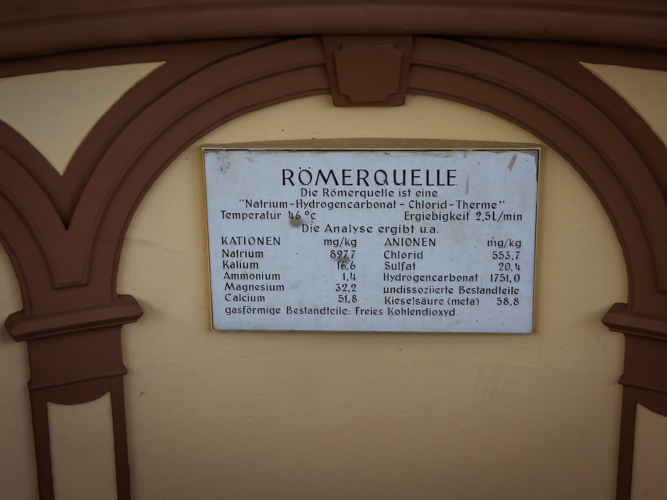 RÖMERQUELLE
Die Römerquelle ist eine
"Natrium-Hydrogencarbonat-Chlorid-Therme"
Temperatur 46°C Ergiebigkeit 2,5L/min
Die Analyse ergibt u.a.
KATIONEN mg/kg ANIONEN mg/kg
Natrium 897,7 Chlorid 553,7
Kalium 16,6 Sulfat 20,4
Ammonium 1,4 Hydrogencarbonat 1751,0
Magnesium 32,2 undissoziierte Bestandteile
Calcium 51,8 Kieselsäure (meta) 58,8
gasförmige Bestandteile: Freies Kohlendioxyd.